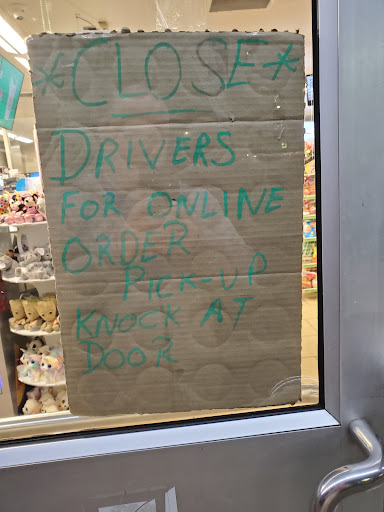 *CLOSE*
DRIVERS
FOR ONLINE
ORDER
PICK-UP
KNOCK AT
DOOR